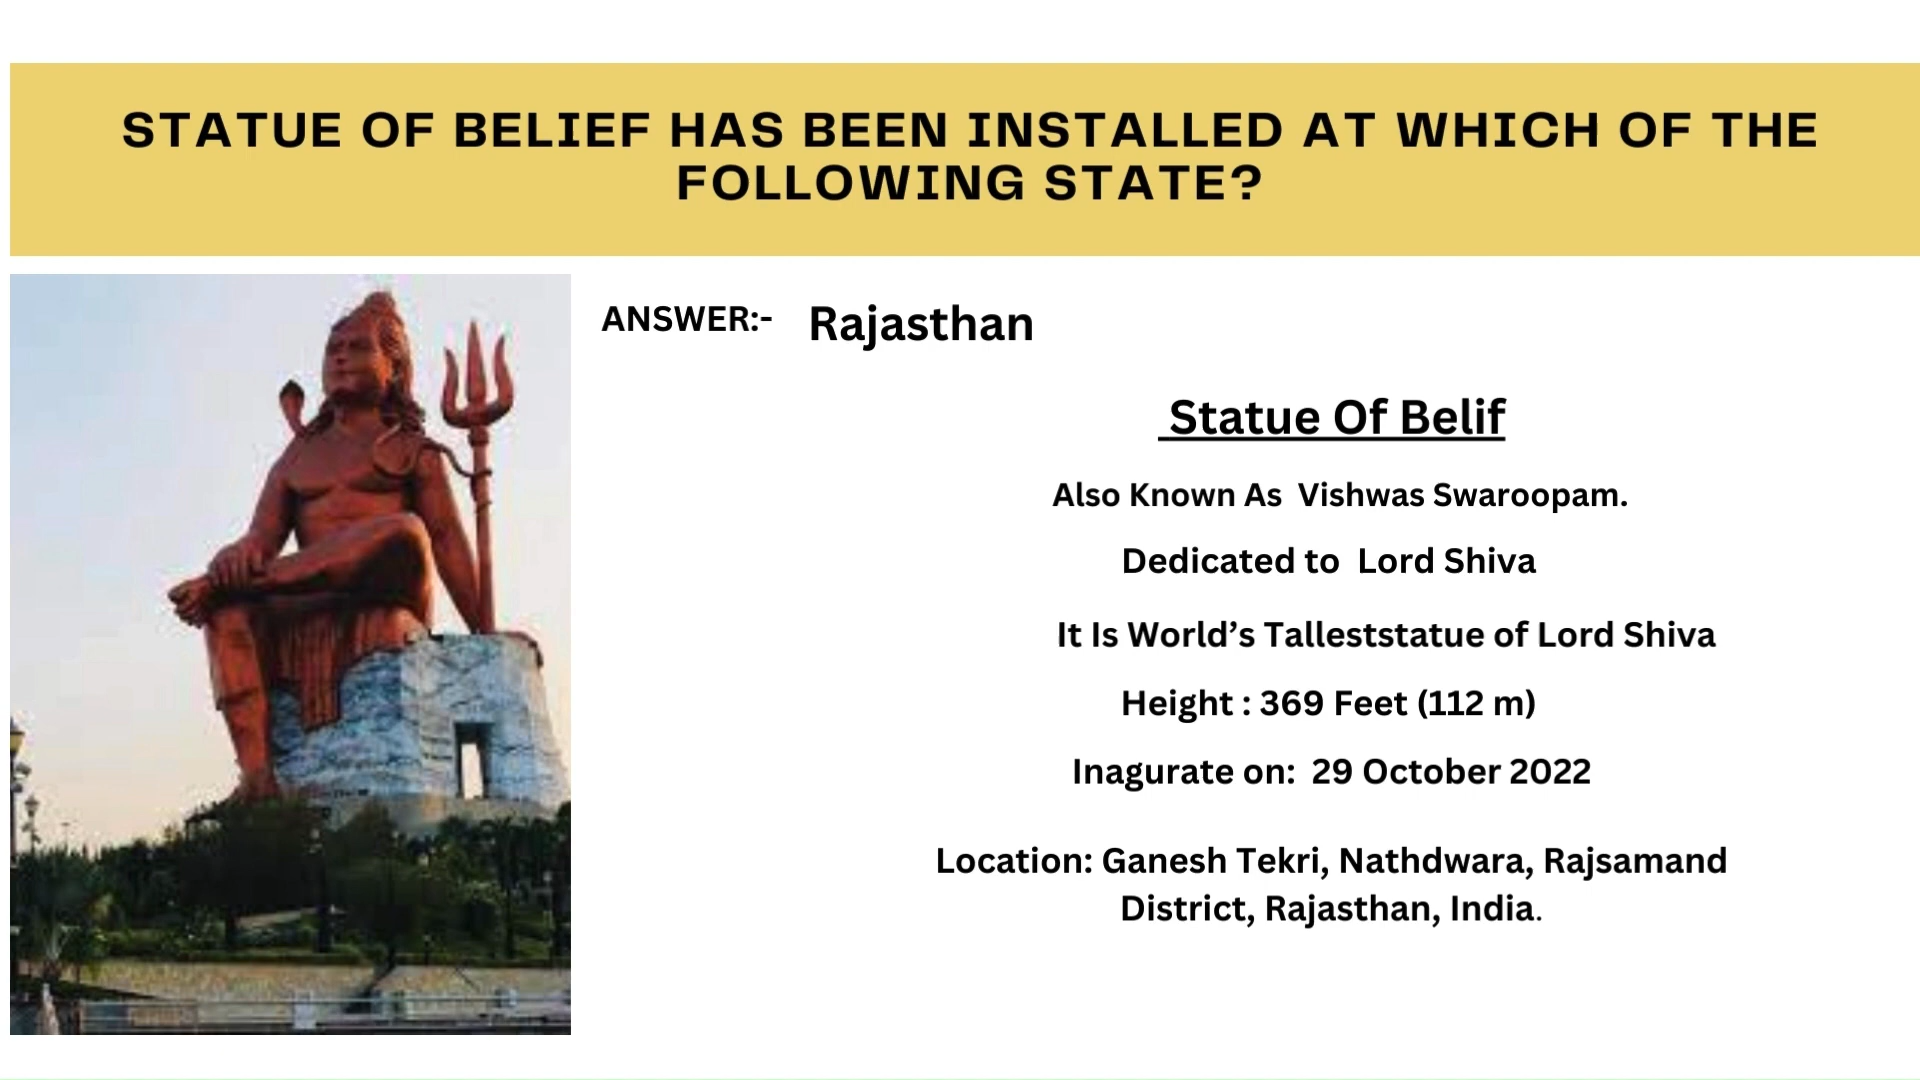 STATUE OF BELIEF HAS BEEN INSTALLED AT WHICH OF THE
FOLLOWING STATE?
ANSWER:- Rajasthan
Statue Of Belif
Also Known As Vishwas Swaroopam.
Dedicated to Lord Shiva
It Is World’s Talleststatue of Lord Shiva
Height : 369 Feet (112 m)
Inagurate on: 29 October 2022
Location: Ganesh Tekri, Nathdwara, Rajsamand
District, Rajasthan, India.